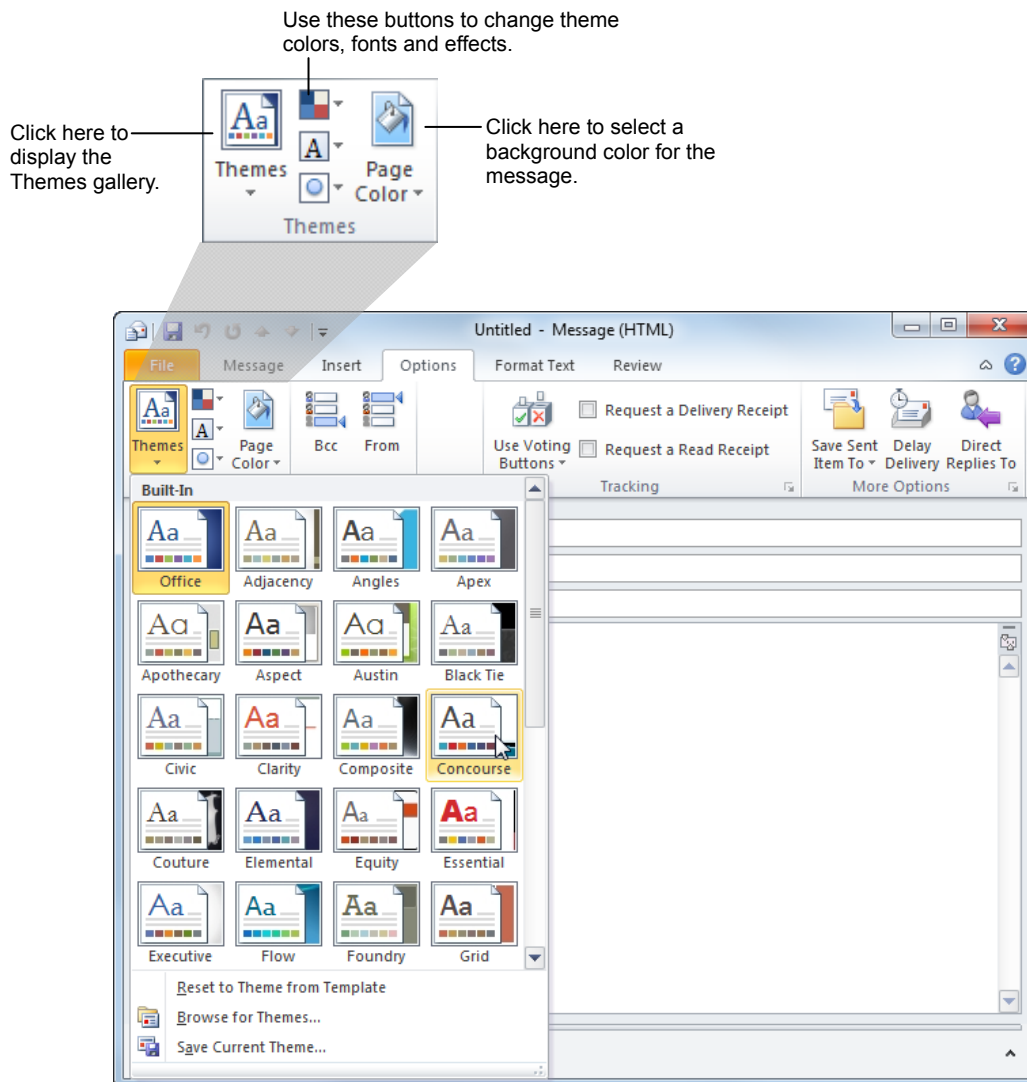 Use these buttons to change theme
colors, fonts and effects.
Click here to
display the
Themes gallery.
Aa
Themes
A
Page
Color
Themes
Click here to select a
background color for the
message.
Untitled - Message (HTML)
File Message Insert Options Format Text Review
Aa
Themes
A
Page
Color
Bcc From
Use Voting
Buttons
Request a Delivery Receipt
Request a Read Receipt
Save Sent
Item To
Delay
Delivery
Direct
Replies To
Tracking More Options
Built-In
Aa Aa Aa Aa
Office Adjacency Angles Apex
Aa Aa Aa Aa
Apothecary Aspect Austin Black Tie
Aa Aa Aa Aa
Civic Clarity Composite Concourse
Aa Aa Aa Aa
Couture Elemental Equity Essential
Aa Aa Aa Aa
Executive Flow Foundry Grid
Reset to Theme from Template
Browse for Themes...
Save Current Theme...